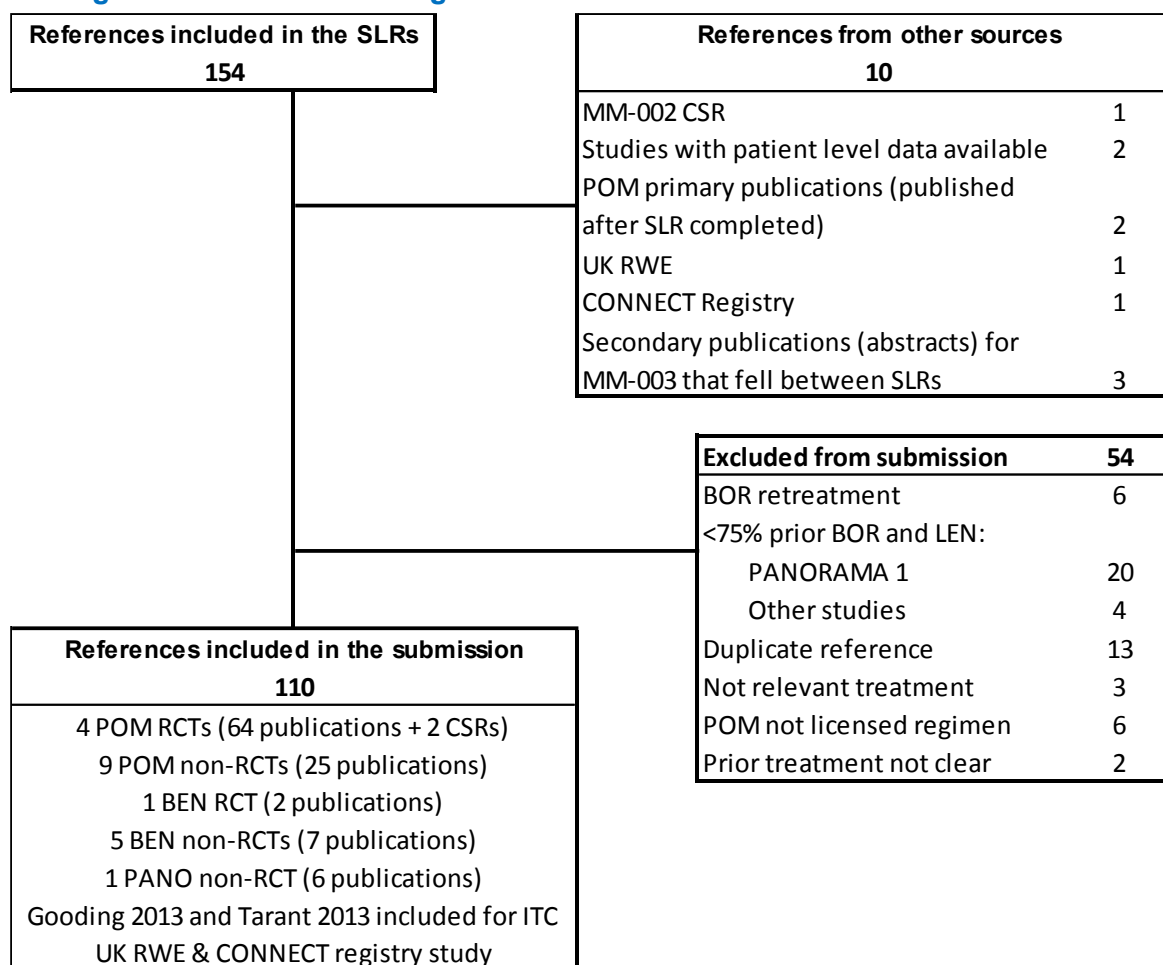 References included in the SLRs
154
References from other sources
10
MM-002 CSR 1
Studies with patient level data available 2
POM primary publications (published
after SLR completed) 2
UK RWE 1
CONNECT Registry 1
Secondary publications (abstracts) for
MM-003 that fell between SLRs 3
Excluded from submission 54
BOR retreatment 6
<75% prior BOR and LEN:
PANORAMA 1 20
Other studies 4
Duplicate reference 13
Not relevant treatment 3
POM not licensed regimen 6
Prior treatment not clear 2
References included in the submission
110
4 POM RCTs (64 publications + 2 CSRs)
9 POM non-RCTs (25 publications)
1 BEN RCT (2 publications)
5 BEN non-RCTs (7 publications)
1 PANO non-RCT (6 publications)
Gooding 2013 and Tarant 2013 included for ITC
UK RWE & CONNECT registry study